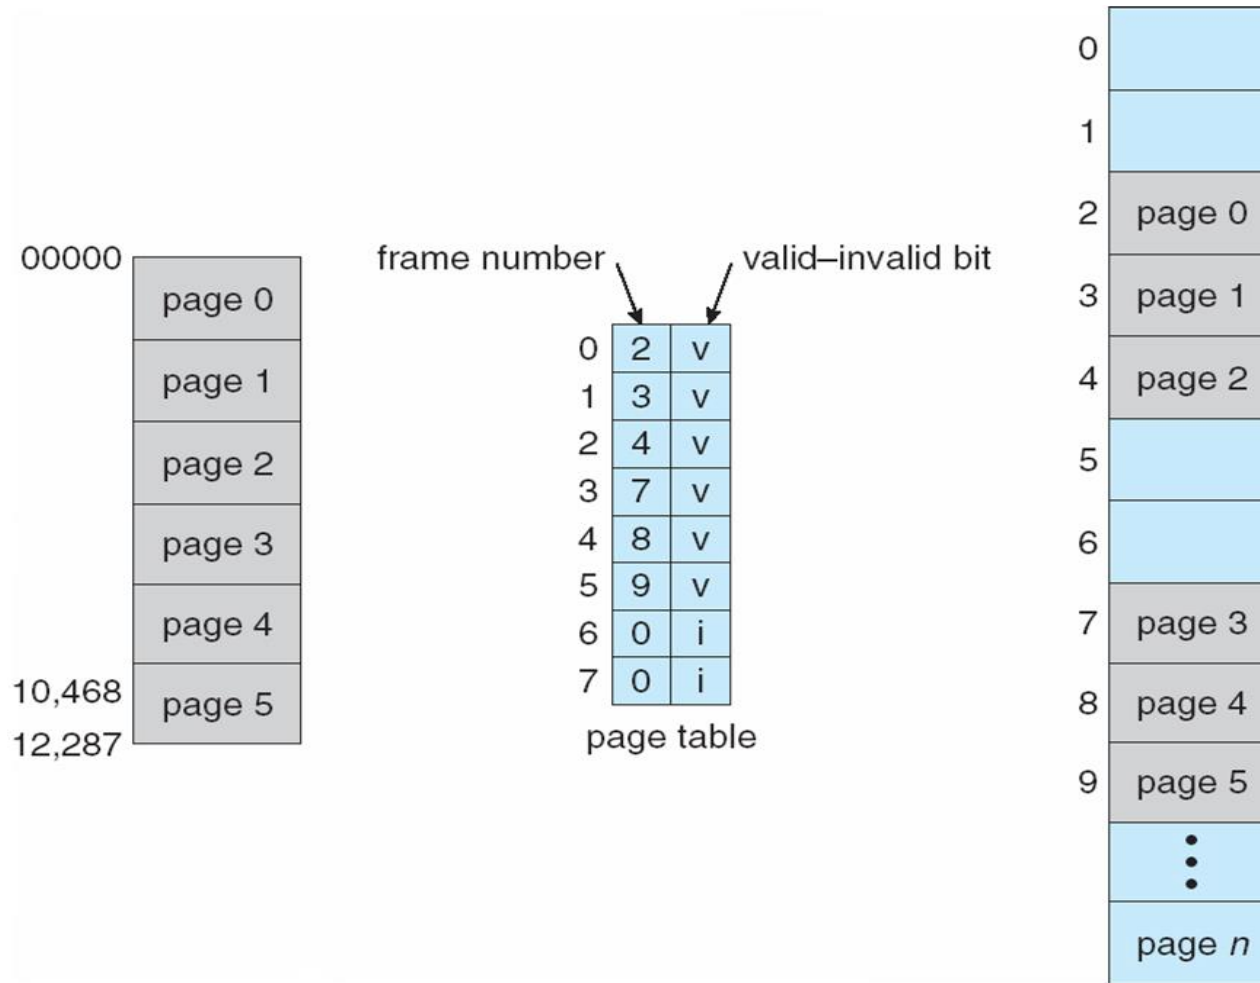 00000
page 0
page 1
page 2
page 3
page 4
10,468
page 5
12,287
frame number
valid–invalid bit
0 2 v
1 3 v
2 4 v
3 7 v
4 8 v
5 9 v
6 0 i
7 0 i
page table
0
1
2 page 0
3 page 1
4 page 2
5
6
7 page 3
8 page 4
9 page 5
page n